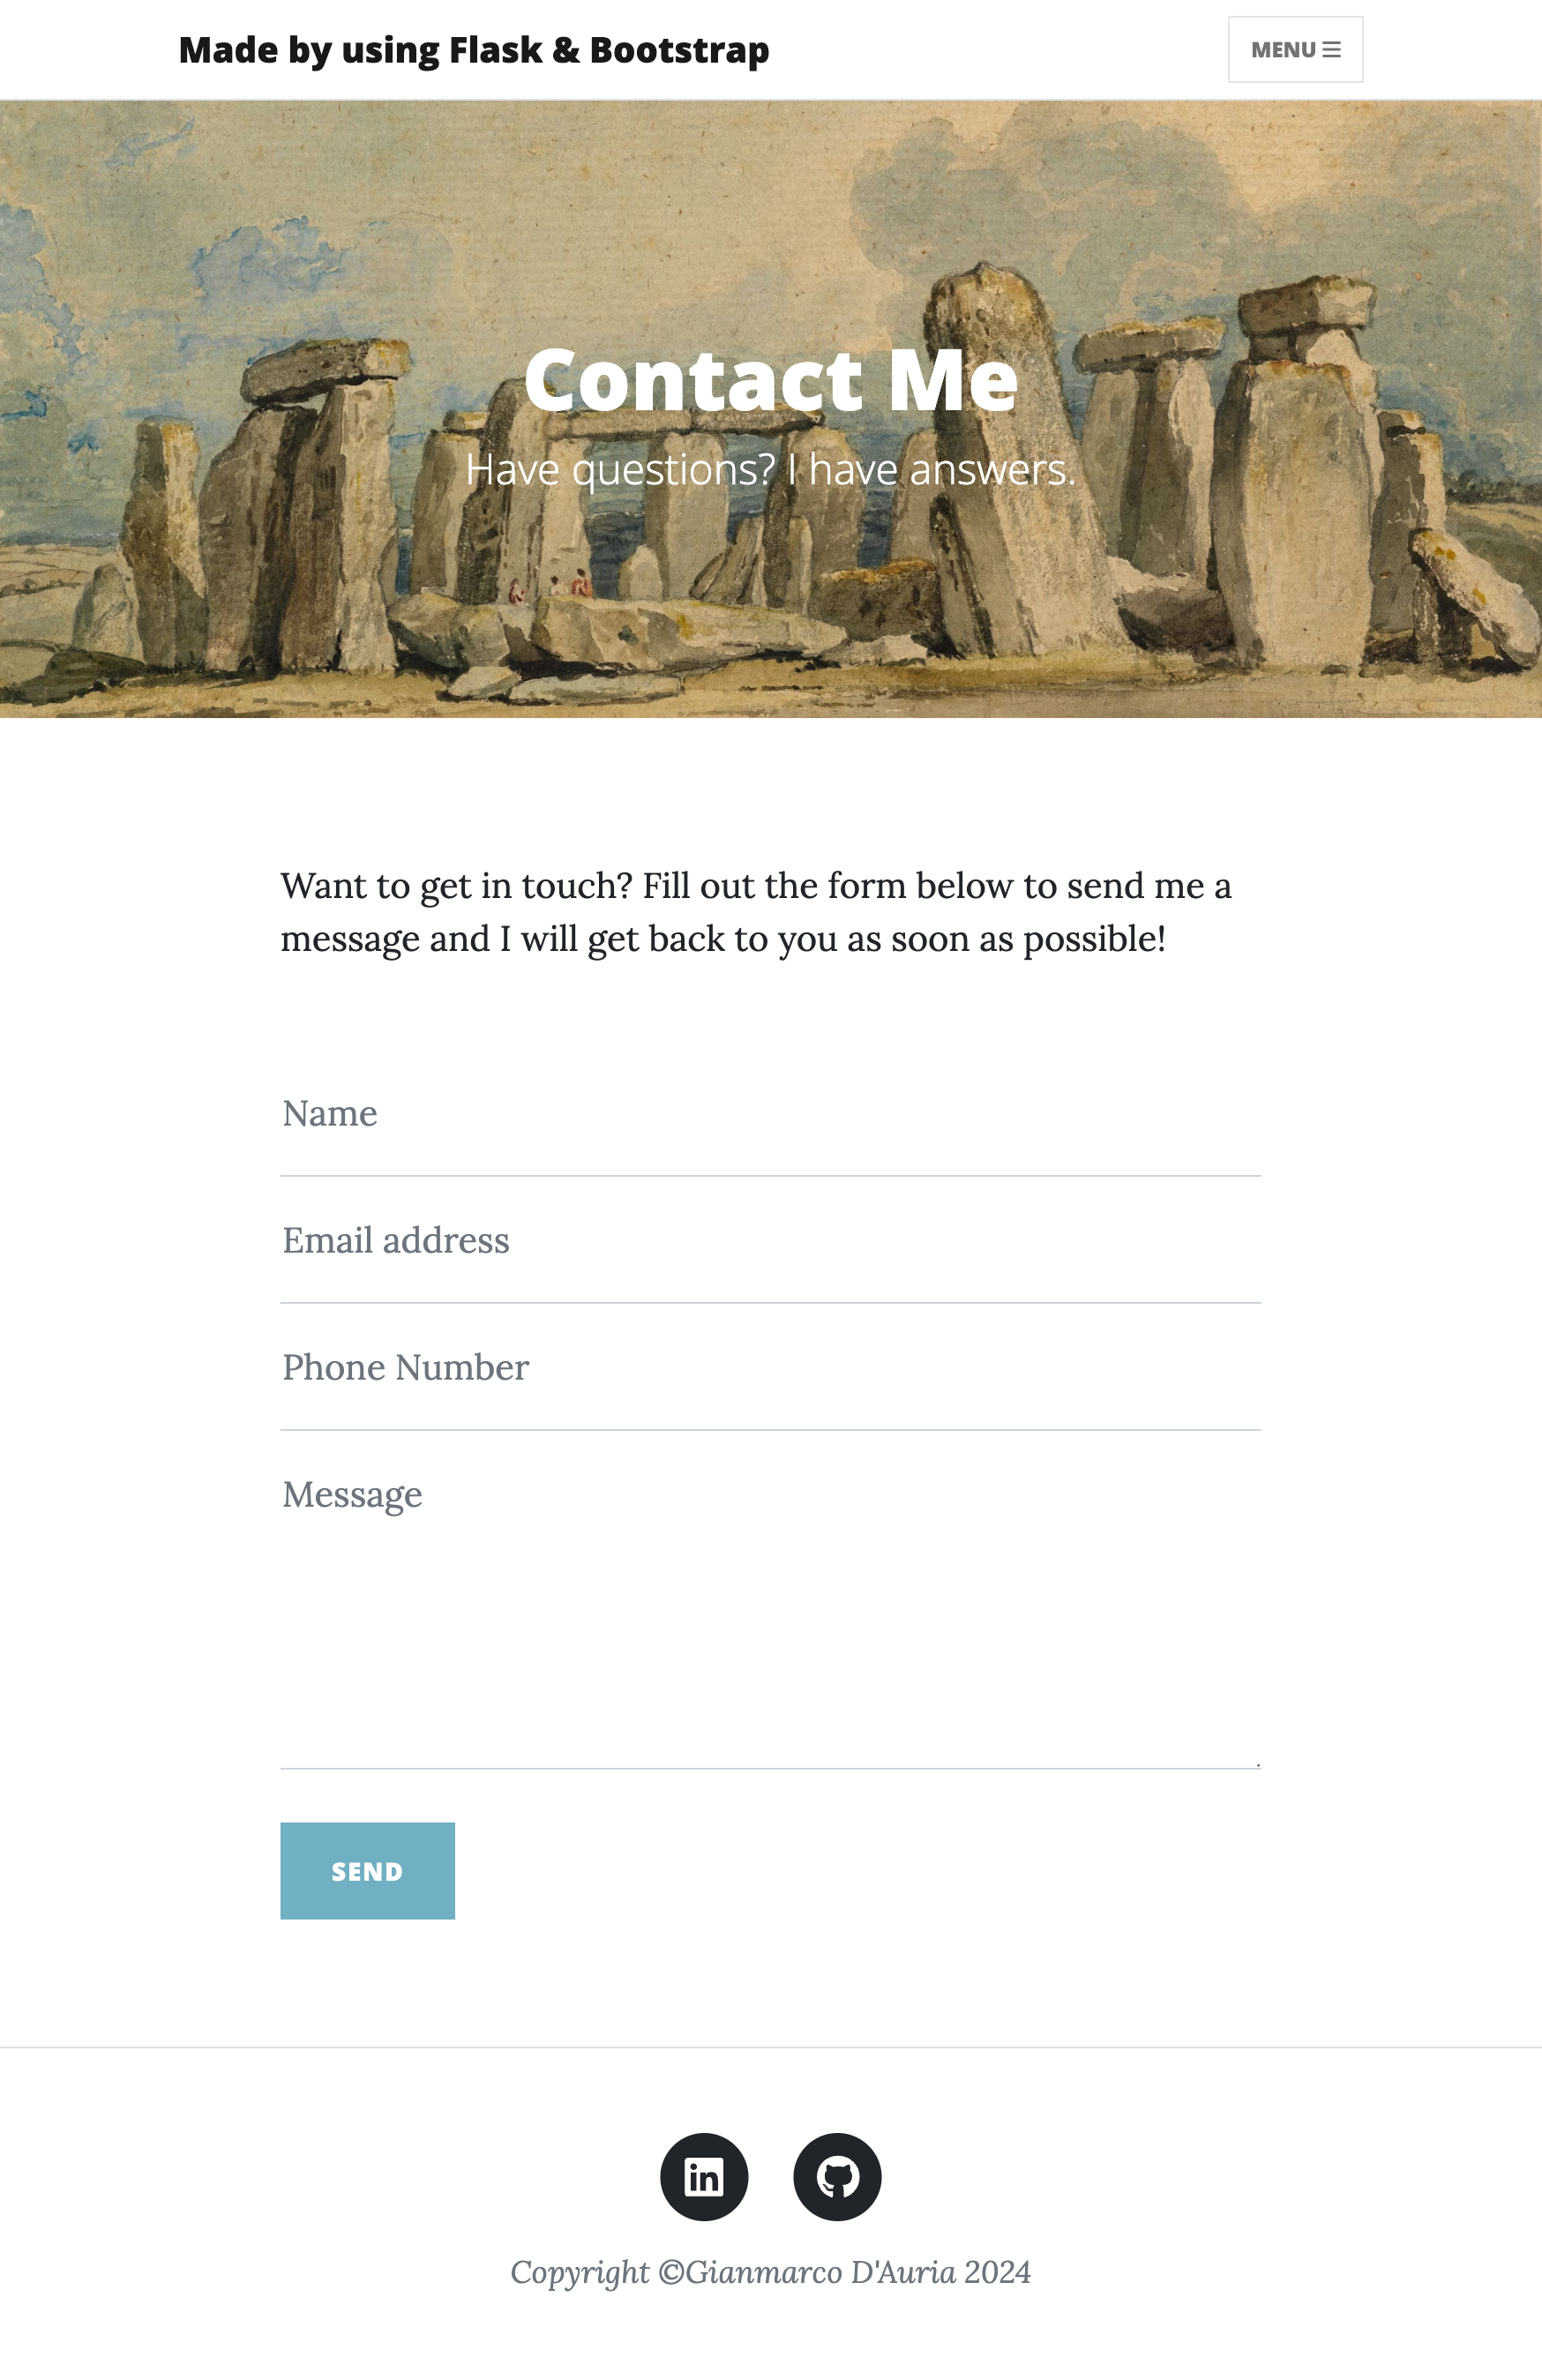 Made by using Flask & Bootstrap
MENU
Contact Me
Have questions? I have answers.
Want to get in touch? Fill out the form below to send me a
message and I will get back to you as soon as possible!
Name
Email address
Phone Number
Message
SEND
in
Copyright ©Gianmarco D'Auria 2024